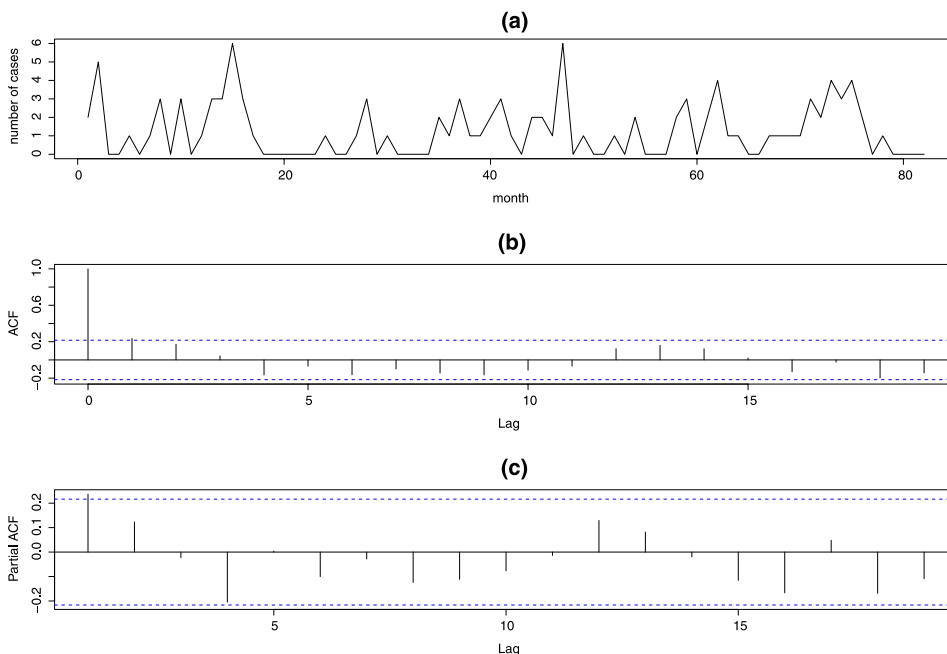 (a)
number of cases
6
5
4
3
2
1
0
0 20 40 60 80
month
(b)
ACF
1.0
0.6
0.2
−0.2
0 5 10 15
Lag
(c)
Partial ACF
0.2
0.1
0.0
−0.2
5 10 15
Lag